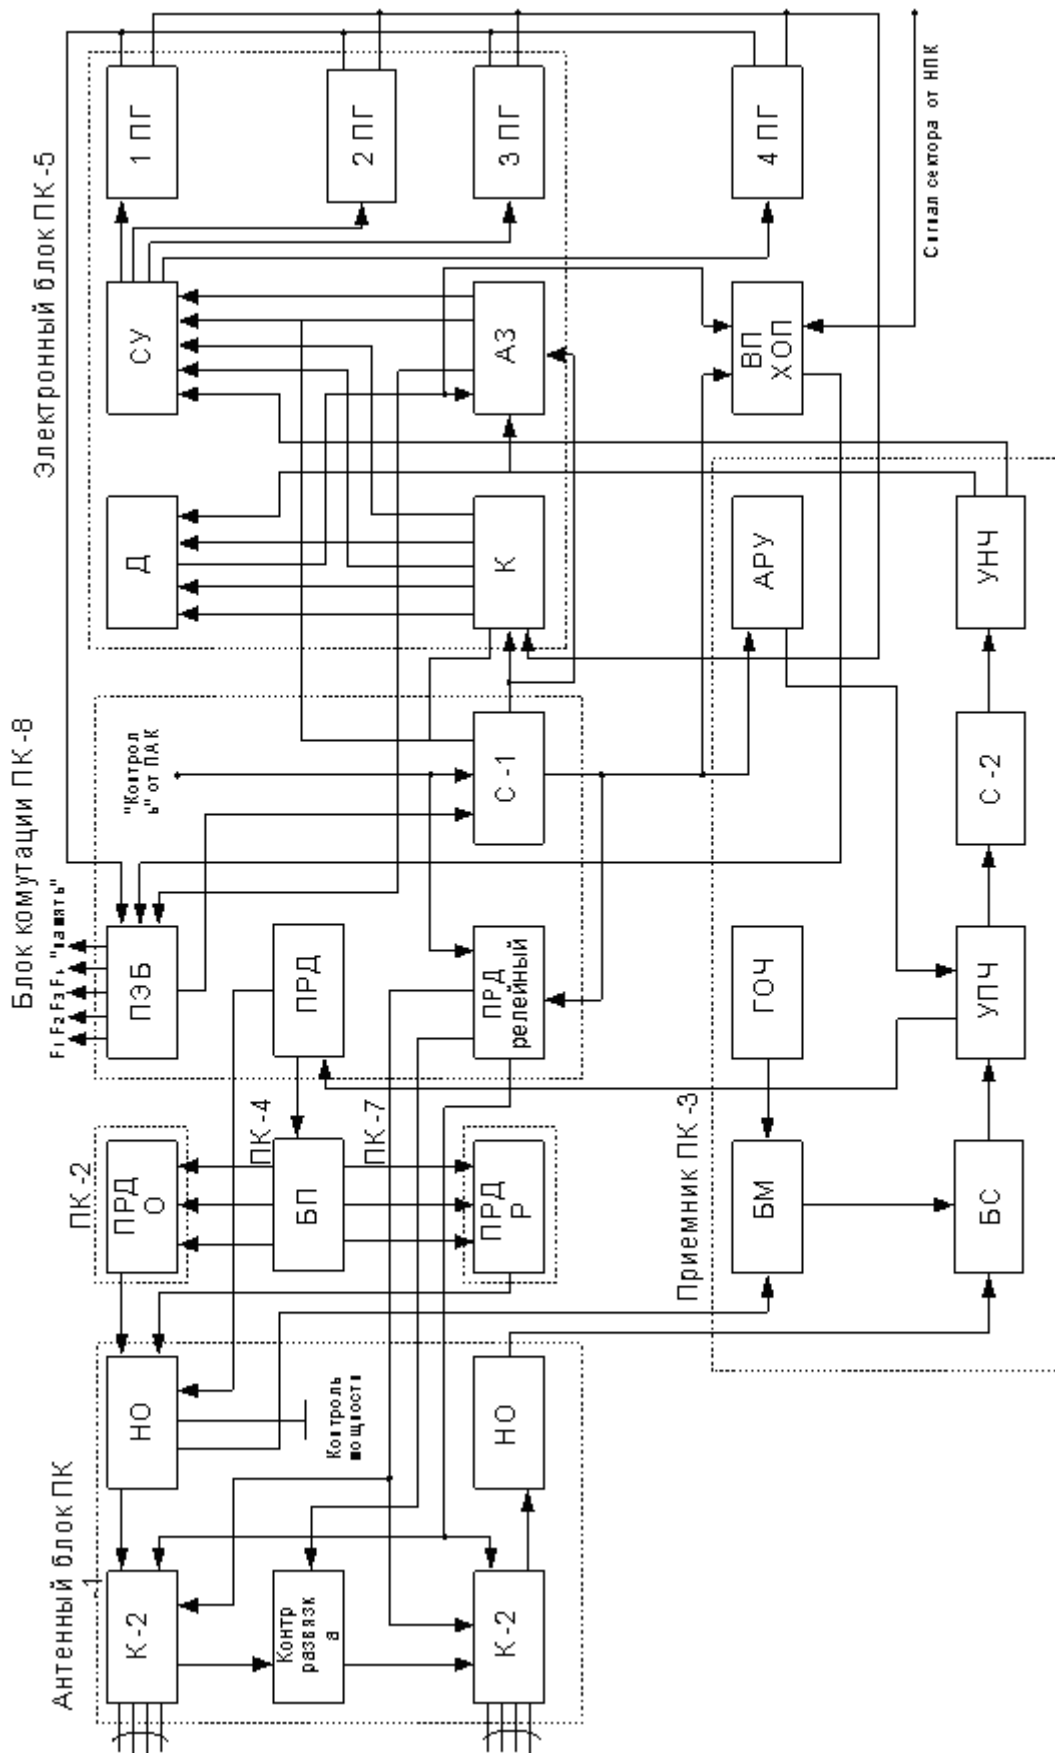 Антенный блок ПК
-1
К-2
НО
Контр
развязк
а
Контроль
мощности
К-2
НО
ПК-2
ПРД
О
ПК-4
БП
ПК-7
ПРД
Р
Блок комутации ПК-8
F1 F2 F3 F4 "память"
ПЭБ
"Контрол
ь" от ПАК
ПРД
ПРД
релейный
С-1
Электронный блок ПК-5
Д
СУ
1 ПГ
2 ПГ
К
АЗ
3 ПГ
ВП
ХОП
4 ПГ
Сигнал сектора от НПК
Приемник ПК-3
БМ
ГОЧ
АРУ
БС
УПЧ
С-2
УНЧ